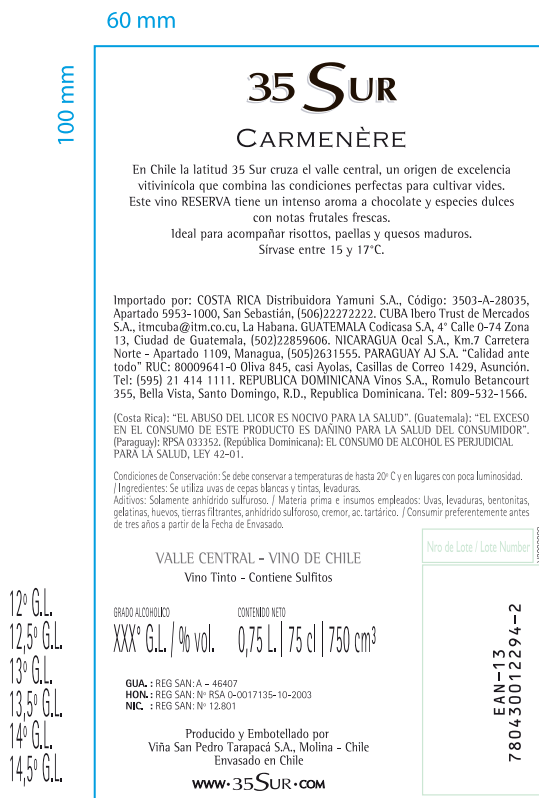 60 mm
100 mm
35 SUR
CARMENÈRE
En Chile la latitud 35 Sur cruza el valle central, un origen de excelencia
vitivinícola que combina las condiciones perfectas para cultivar vides.
Este vino RESERVA tiene un intenso aroma a chocolate y especies dulces
con notas frutales frescas.
Ideal para acompañar risottos, paellas y quesos maduros.
Sírvase entre 15 y 17°C.
Importado por: COSTA RICA Distribuidora Yamuni S.A., Código: 3503-A-28035,
Apartado 5953-1000, San Sebastián, (506)22272222. CUBA Ibero Trust de Mercados
S.A., itmcuba@itm.co.cu, La Habana. GUATEMALA Codicasa S.A, 4° Calle 0-74 Zona
13, Ciudad de Guatemala, (502)22859606. NICARAGUA Ocal S.A., Km.7 Carretera
Norte - Apartado 1109, Managua, (505)2631555. PARAGUAY AJ S.A. “Calidad ante
todo” RUC: 80009641-0 Oliva 845, casi Ayolas, Casillas de Correo 1429, Asunción.
Tel: (595) 21 414 1111. REPUBLICA DOMINICANA Vinos S.A., Romulo Betancourt
355, Bella Vista, Santo Domingo, R.D., Republica Dominicana. Tel: 809-532-1566.
(Costa Rica): “EL ABUSO DEL LICOR ES NOCIVO PARA LA SALUD”. (Guatemala): “EL EXCESO
EN EL CONSUMO DE ESTE PRODUCTO ES DAÑINO PARA LA SALUD DEL CONSUMIDOR”.
(Paraguay): RPSA 033352. (República Dominicana): EL CONSUMO DE ALCOHOL ES PERJUDICIAL
PARA LA SALUD, LEY 42-01.
Condiciones de Conservación: Se debe conservar a temperaturas de hasta 20º C y en lugares con poca luminosidad.
/ Ingredientes: Se utiliza uvas de cepas blancas y tintas, levaduras.
Aditivos: Solamente anhídrido sulfuroso. / Materia prima e insumos empleados: Uvas, levaduras, bentonitas,
gelatinas, huevos, tierras filtrantes, anhídrido sulforoso, cremor, ac. tartárico. / Consumir preferentemente antes
de tres años a partir de la Fecha de Envasado.
Nro de Lote / Lote Number
VALLE CENTRAL - VINO DE CHILE
Vino Tinto - Contiene Sulfitos
GRADO ALCOHOLICO CONTENIDO NETO
XXX° G.L. / % vol. 0,75 L. | 75 cl | 750 cm³
12º G.L.
12,5º G.L.
13º G.L.
13,5º G.L.
14º G.L.
14,5º G.L.
GUA. : REG SAN: A - 46407
HON. : REG SAN: Nº RSA 0-0017135-10-2003
NIC. : REG SAN: Nº 12.801
EAN-13
780430012294-2
Producido y Embotellado por
Viña San Pedro Tarapacá S.A., Molina - Chile
Envasado en Chile
WWW·35SUR·COM